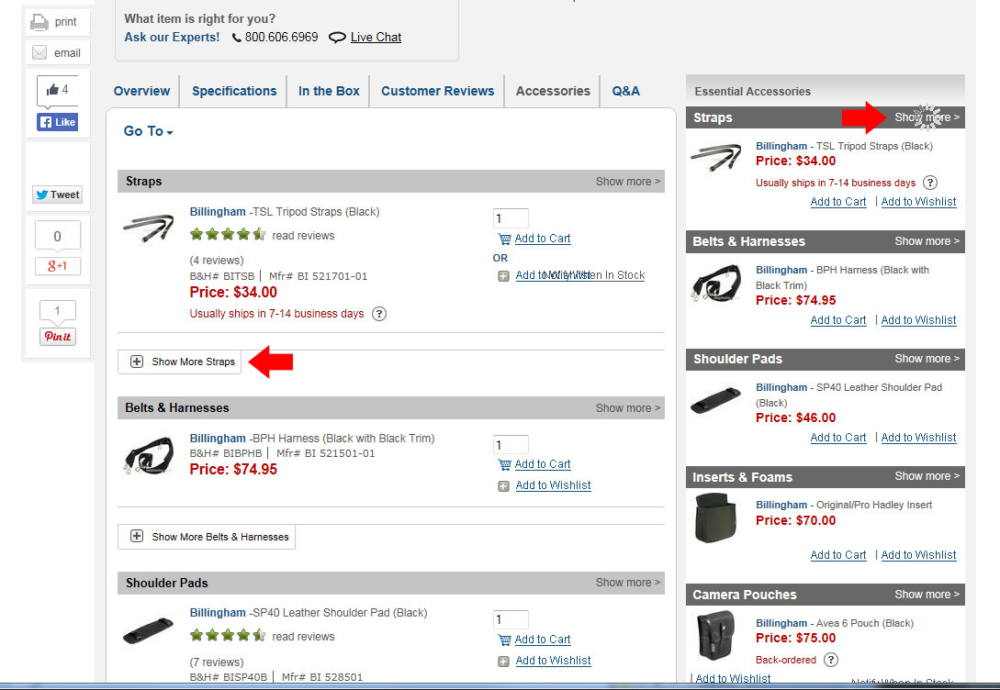 print
email
4
Like
Tweet
0
g+1
1
Pin it
What item is right for you?
Ask our Experts! 800.606.6969 Live Chat
Overview Specifications In the Box Customer Reviews Accessories Q&A
Go To
Straps Show more >
Billingham -TSL Tripod Straps (Black)
read reviews
(4 reviews)
B&H# BITSB | Mfr# BI 521701-01
Price: $34.00
Usually ships in 7-14 business days ?
1
Add to Cart
OR
Add to Wishlist Notify When In Stock
Show More Straps
Belts & Harnesses Show more >
Billingham -BPH Harness (Black with Black Trim)
B&H# BIBPHB | Mfr# BI 521501-01
Price: $74.95
1
Add to Cart
Add to Wishlist
Show More Belts & Harnesses
Shoulder Pads Show more >
Billingham -SP40 Leather Shoulder Pad (Black)
read reviews
(7 reviews)
B&H# BISP40B | Mfr# BI 528501
1
Add to Cart
Add to Wishlist
Essential Accessories
Straps Show more >
Billingham - TSL Tripod Straps (Black)
Price: $34.00
Usually ships in 7-14 business days ?
Add to Cart | Add to Wishlist
Belts & Harnesses Show more >
Billingham - BPH Harness (Black with
Black Trim)
Price: $74.95
Add to Cart | Add to Wishlist
Shoulder Pads Show more >
Billingham - SP40 Leather Shoulder Pad
(Black)
Price: $46.00
Add to Cart | Add to Wishlist
Inserts & Foams Show more >
Billingham - Original/Pro Hadley Insert
Price: $70.00
Add to Cart | Add to Wishlist
Camera Pouches Show more >
Billingham - Avea 6 Pouch (Black)
Price: $75.00
Back-ordered ?
| Add to Wishlist Notify When In Stock